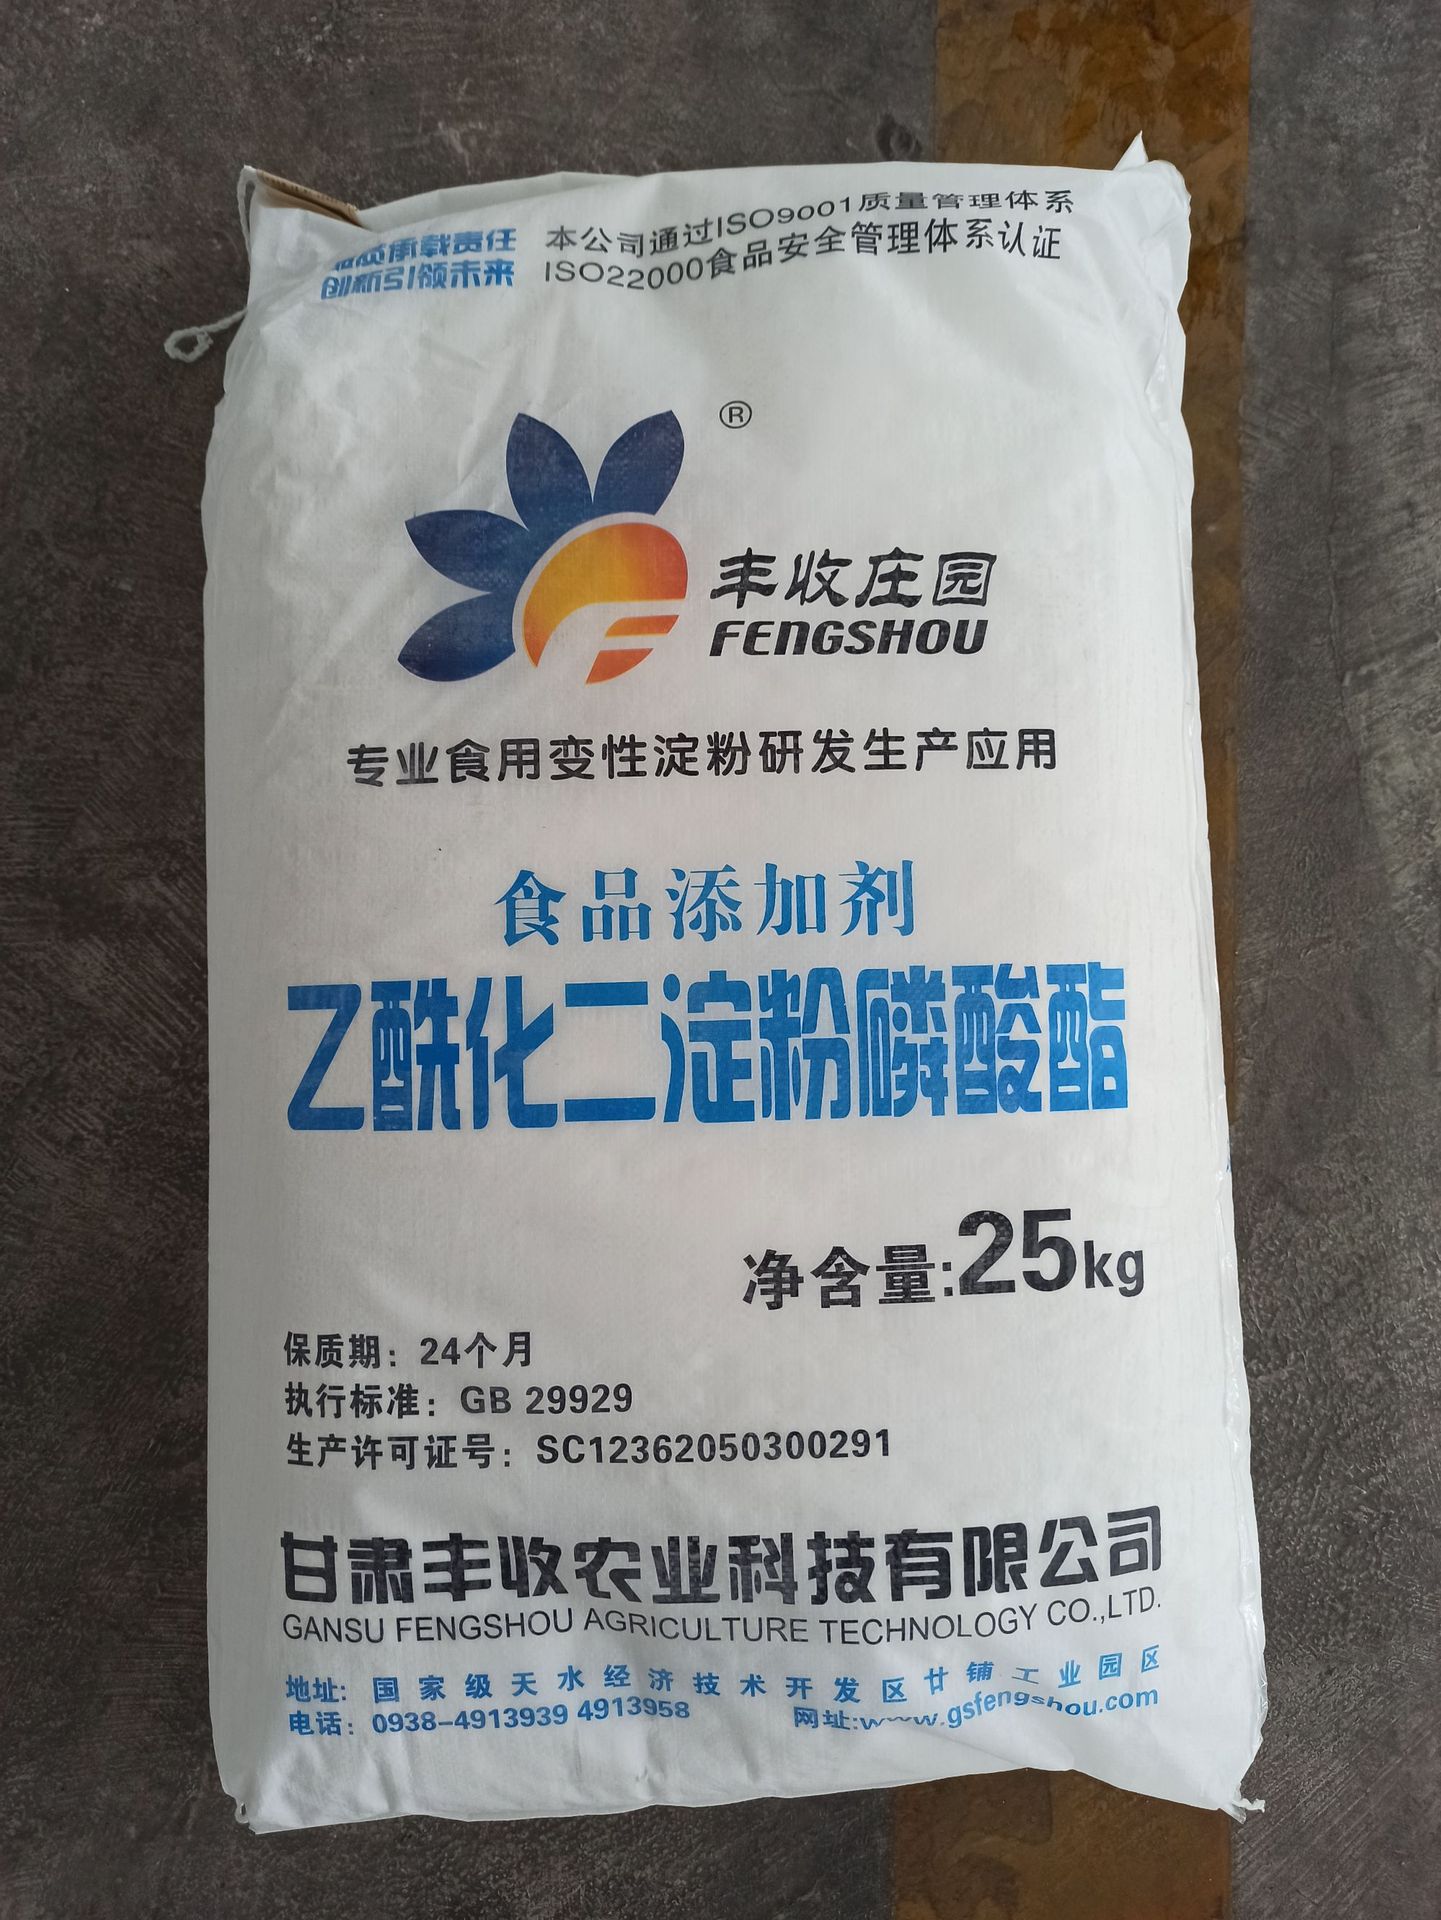 品质承载责任
创新引领未来
本公司通过ISO9001质量管理体系
ISO22000食品安全管理体系认证
®
丰收庄园
FENGSHOU
专业食用变性淀粉研发生产应用
食品添加剂
乙酰化二淀粉磷酸酯
净含量:25kg
保质期：24个月
执行标准：GB 29929
生产许可证号：SC12362050300291
甘肃丰收农业科技有限公司
GANSU FENGSHOU AGRICULTURE TECHNOLOGY CO.,LTD.
地址: 国家级天水经济技术开发区甘铺工业园区
电话: 0938-4913939 4913958 网址:www.gsfengshou.com